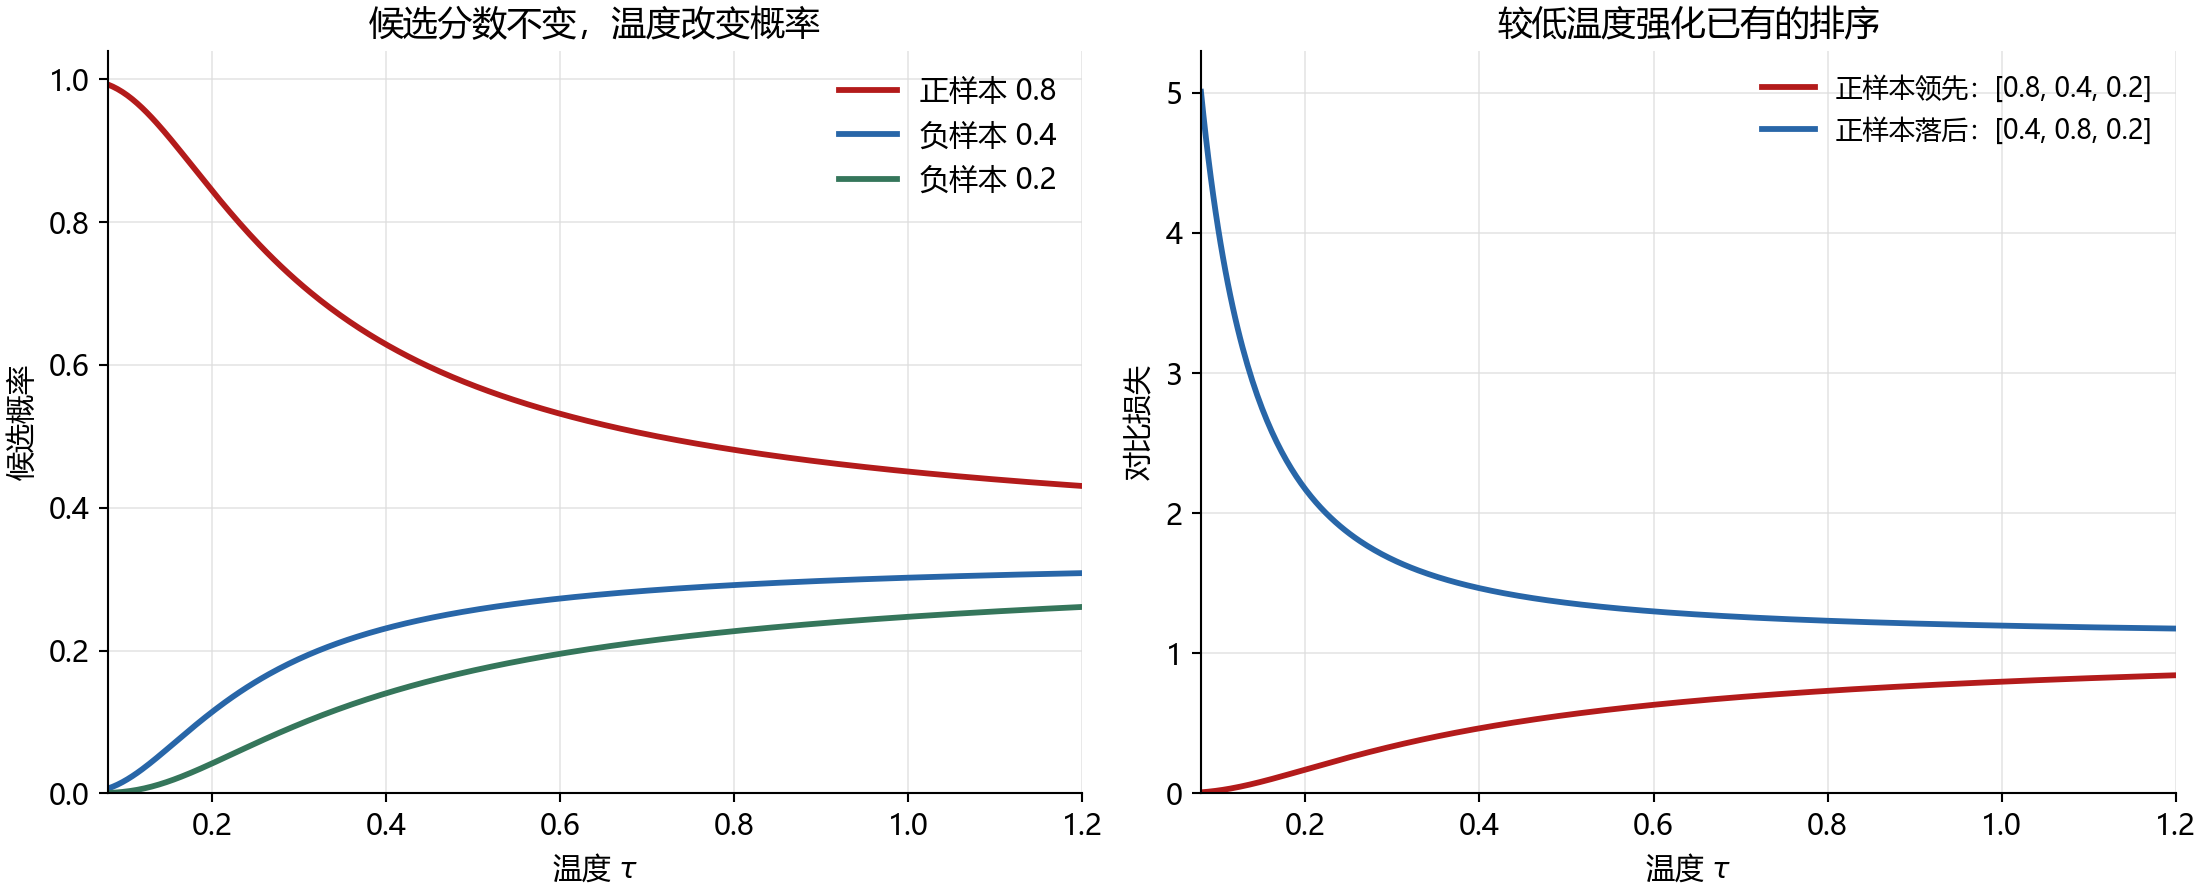 候选分数不变，温度改变概率
候选概率
1.0
0.8
0.6
0.4
0.2
0.0
正样本 0.8
负样本 0.4
负样本 0.2
0.2 0.4 0.6 0.8 1.0 1.2
温度 τ
较低温度强化已有的排序
对比损失
5
4
3
2
1
0
正样本领先：[0.8, 0.4, 0.2]
正样本落后：[0.4, 0.8, 0.2]
0.2 0.4 0.6 0.8 1.0 1.2
温度 τ